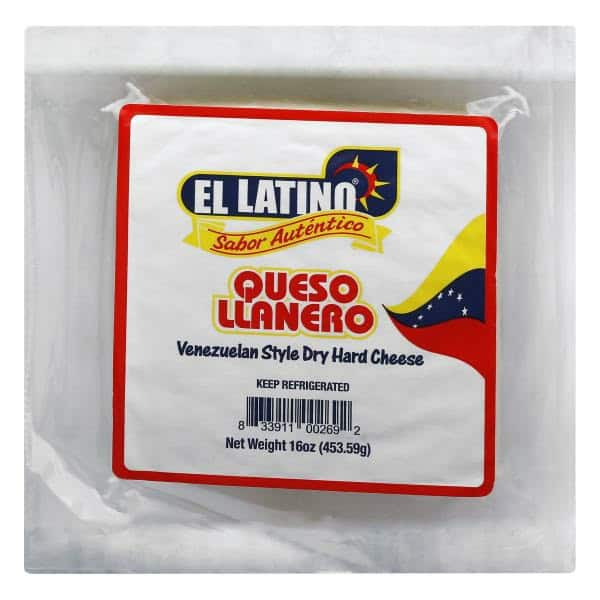 EL LATINO®
Sabor Auténtico
QUESO
LLANERO
Venezuelan Style Dry Hard Cheese
KEEP REFRIGERATED
8 33911 00269 2
Net Weight 16oz (453.59g)